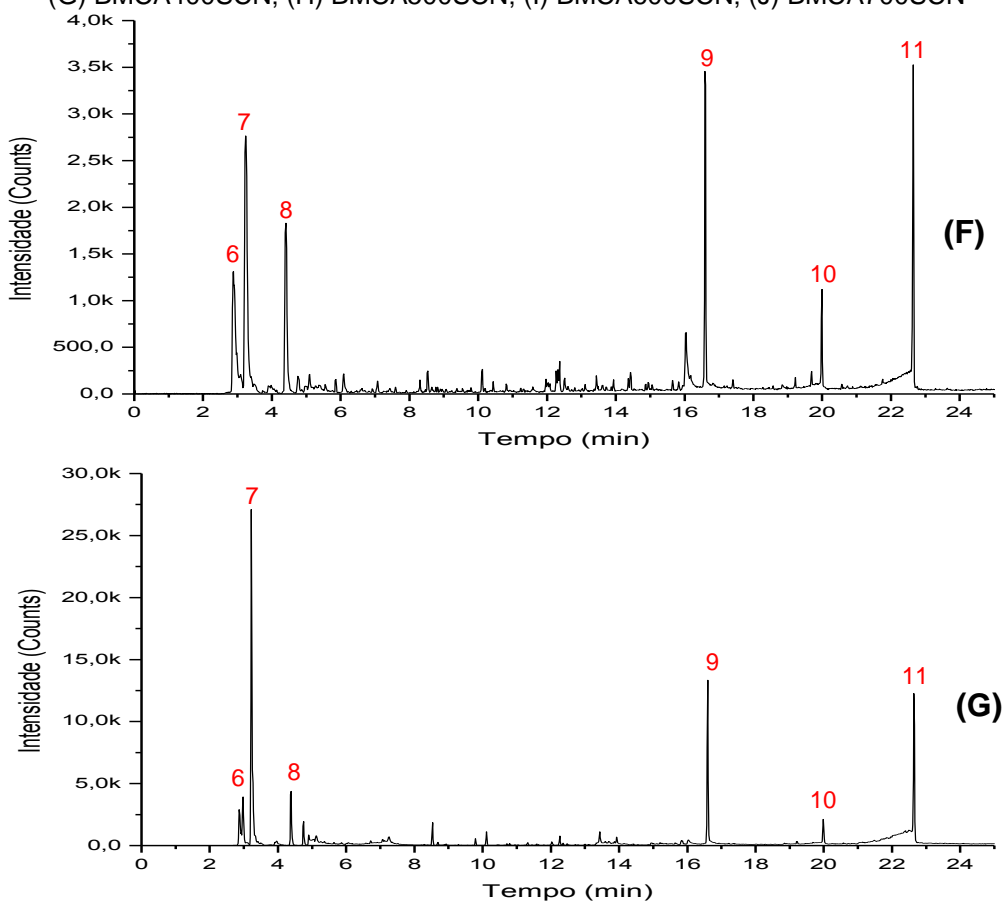 (G) (H) (I) (J)
4,0k
3,5k
3,0k
2,5k
2,0k
1,5k
1,0k
500,0
0,0
Intensidade (Counts)
6
7
8
9
10
11
(F)
0 2 4 6 8 10 12 14 16 18 20 22 24
Tempo (min)
30,0k
25,0k
20,0k
15,0k
10,0k
5,0k
0,0
Intensidade (Counts)
6
7
8
9
10
11
(G)
0 2 4 6 8 10 12 14 16 18 20 22 24
Tempo (min)